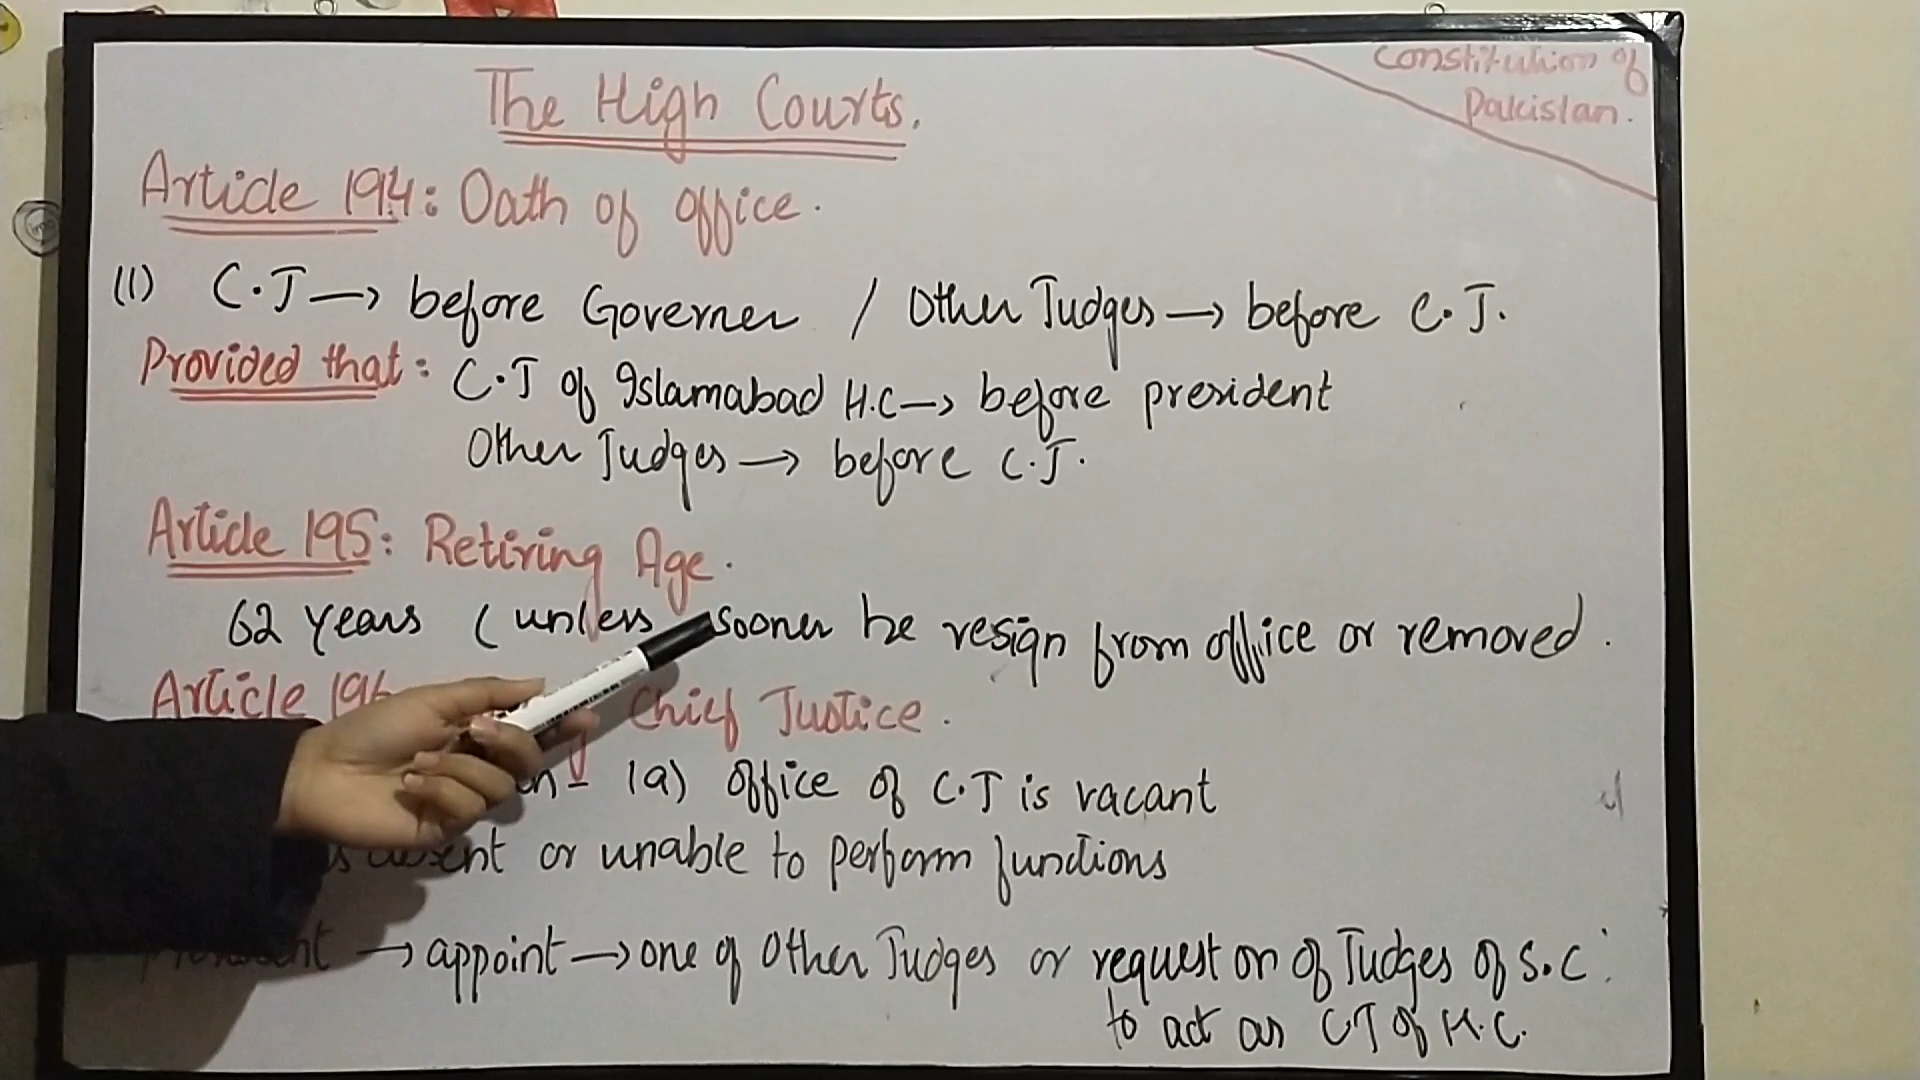 Constitution of
Pakistan.
The High Courts.
Article 194: Oath of office.
(1) C.J → before Governer / Other Judges → before C.J.
Provided that: C.J of Islamabad H.C → before president
Other Judges → before C.J.
Article 195: Retiring Age.
62 years ( unless sooner he resign from office or removed.
Article 196 Chief Justice.
(a) office of C.J is vacant
or unable to perform functions
→ appoint → one of Other Judges or request on of Judges of S.C.
to act as CJ of H.C.